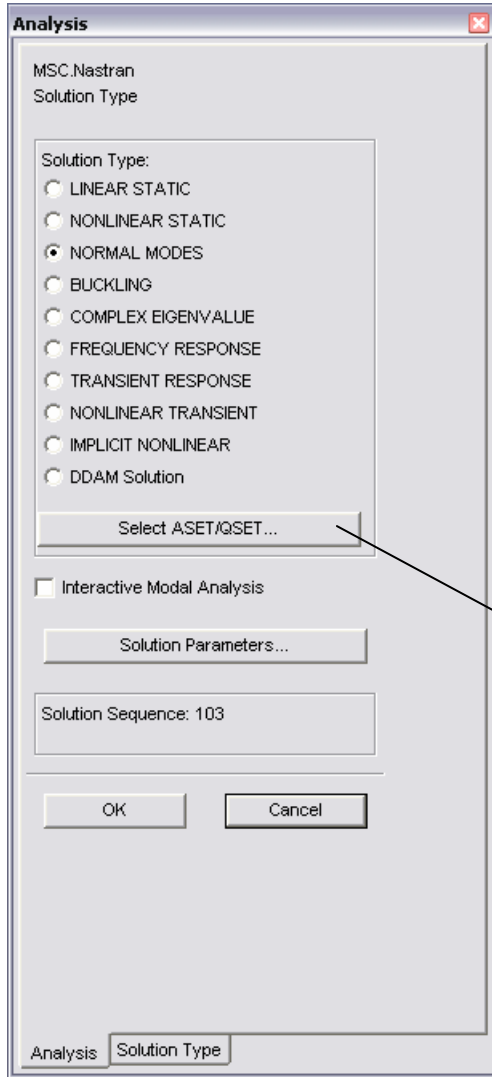 Analysis
MSC.Nastran
Solution Type
Solution Type:
LINEAR STATIC
NONLINEAR STATIC
NORMAL MODES
BUCKLING
COMPLEX EIGENVALUE
FREQUENCY RESPONSE
TRANSIENT RESPONSE
NONLINEAR TRANSIENT
IMPLICIT NONLINEAR
DDAM Solution
Select ASET/QSET...
Interactive Modal Analysis
Solution Parameters...
Solution Sequence: 103
OK Cancel
Analysis Solution Type